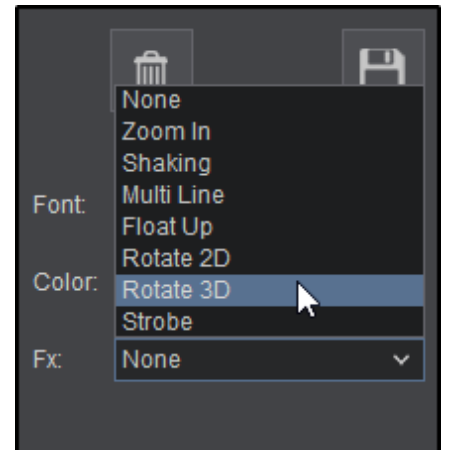 None
Zoom In
Shaking
Font:
Multi Line
Float Up
Rotate 2D
Color:
Rotate 3D
Strobe
Fx:
None